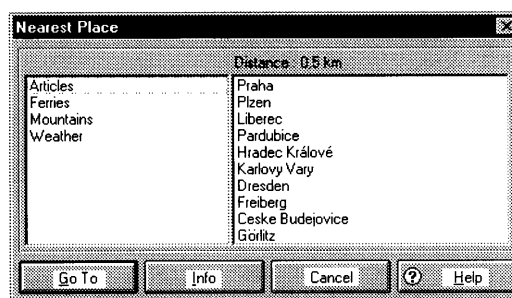 Nearest Place
Distance 0.5 km
Articles
Ferries
Mountains
Weather
Praha
Plzen
Liberec
Pardubice
Hradec Králové
Karlovy Vary
Dresden
Freiberg
Ceske Budejovice
Görlitz
Go To
Info
Cancel
Help